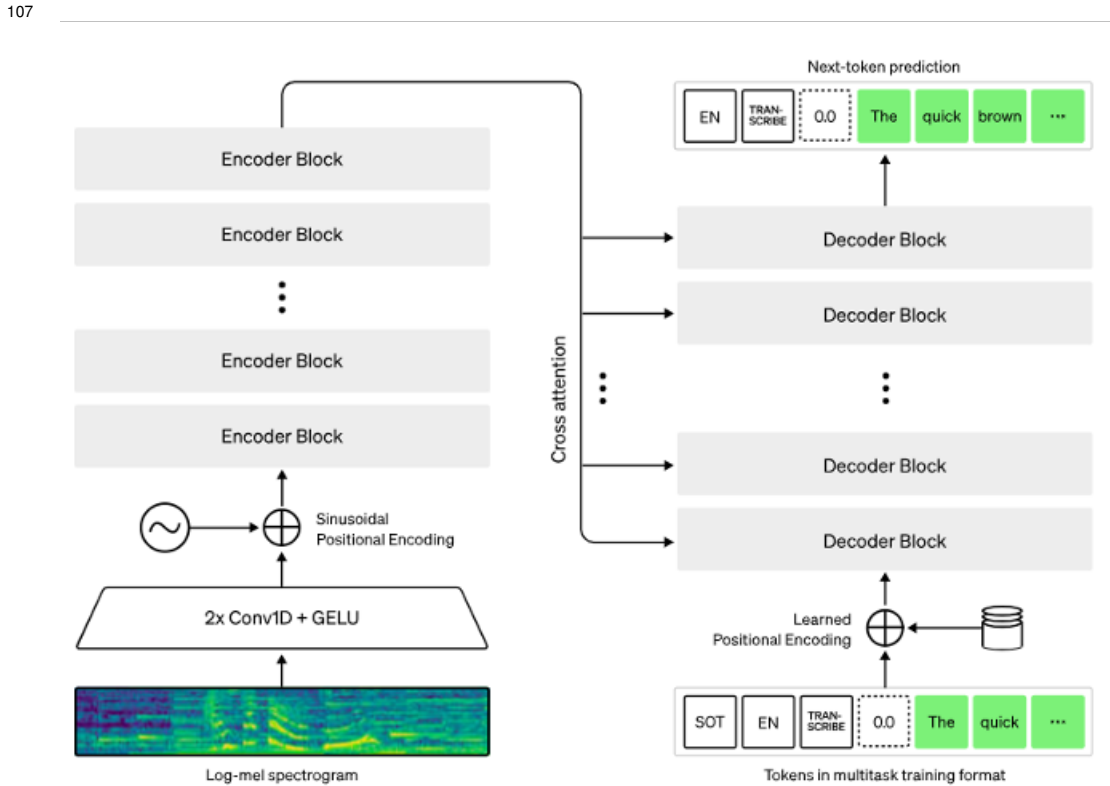 107
Next-token prediction
EN
TRAN-
SCRIBE
0.0
The
quick
brown
...
Encoder Block
Encoder Block
Encoder Block
Encoder Block
Sinusoidal
Positional Encoding
2x Conv1D + GELU
Log-mel spectrogram
Cross attention
Decoder Block
Decoder Block
Decoder Block
Decoder Block
Learned
Positional Encoding
SOT
EN
TRAN-
SCRIBE
0.0
The
quick
...
Tokens in multitask training format